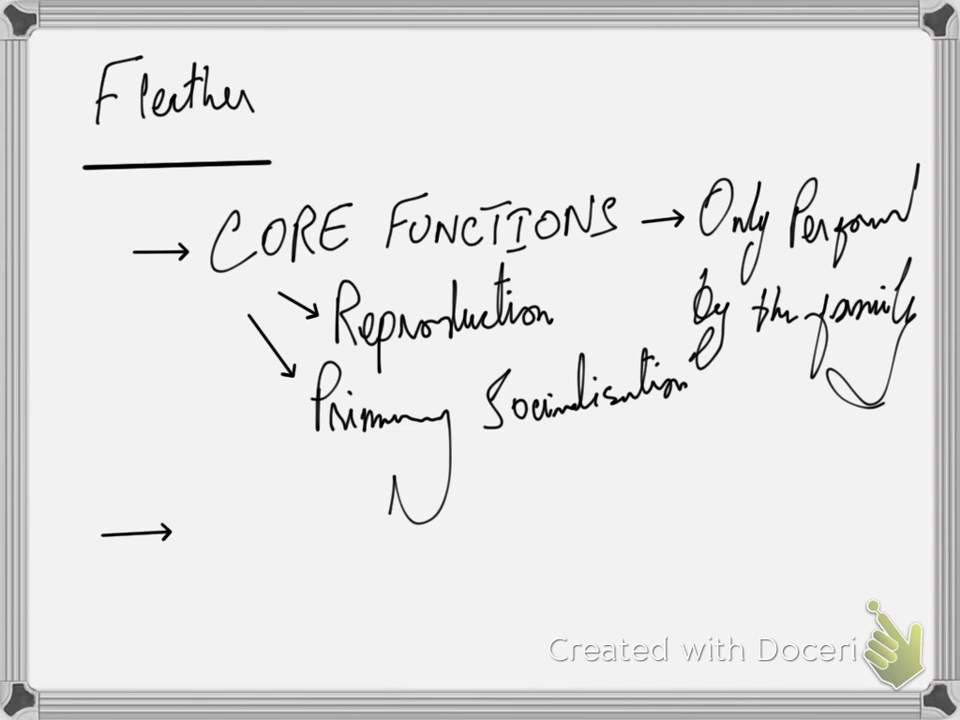 Fletcher
→ CORE FUNCTIONS → Only Performed
by the family
Reproduction
Primary Socialisation
→
Created with Doceri